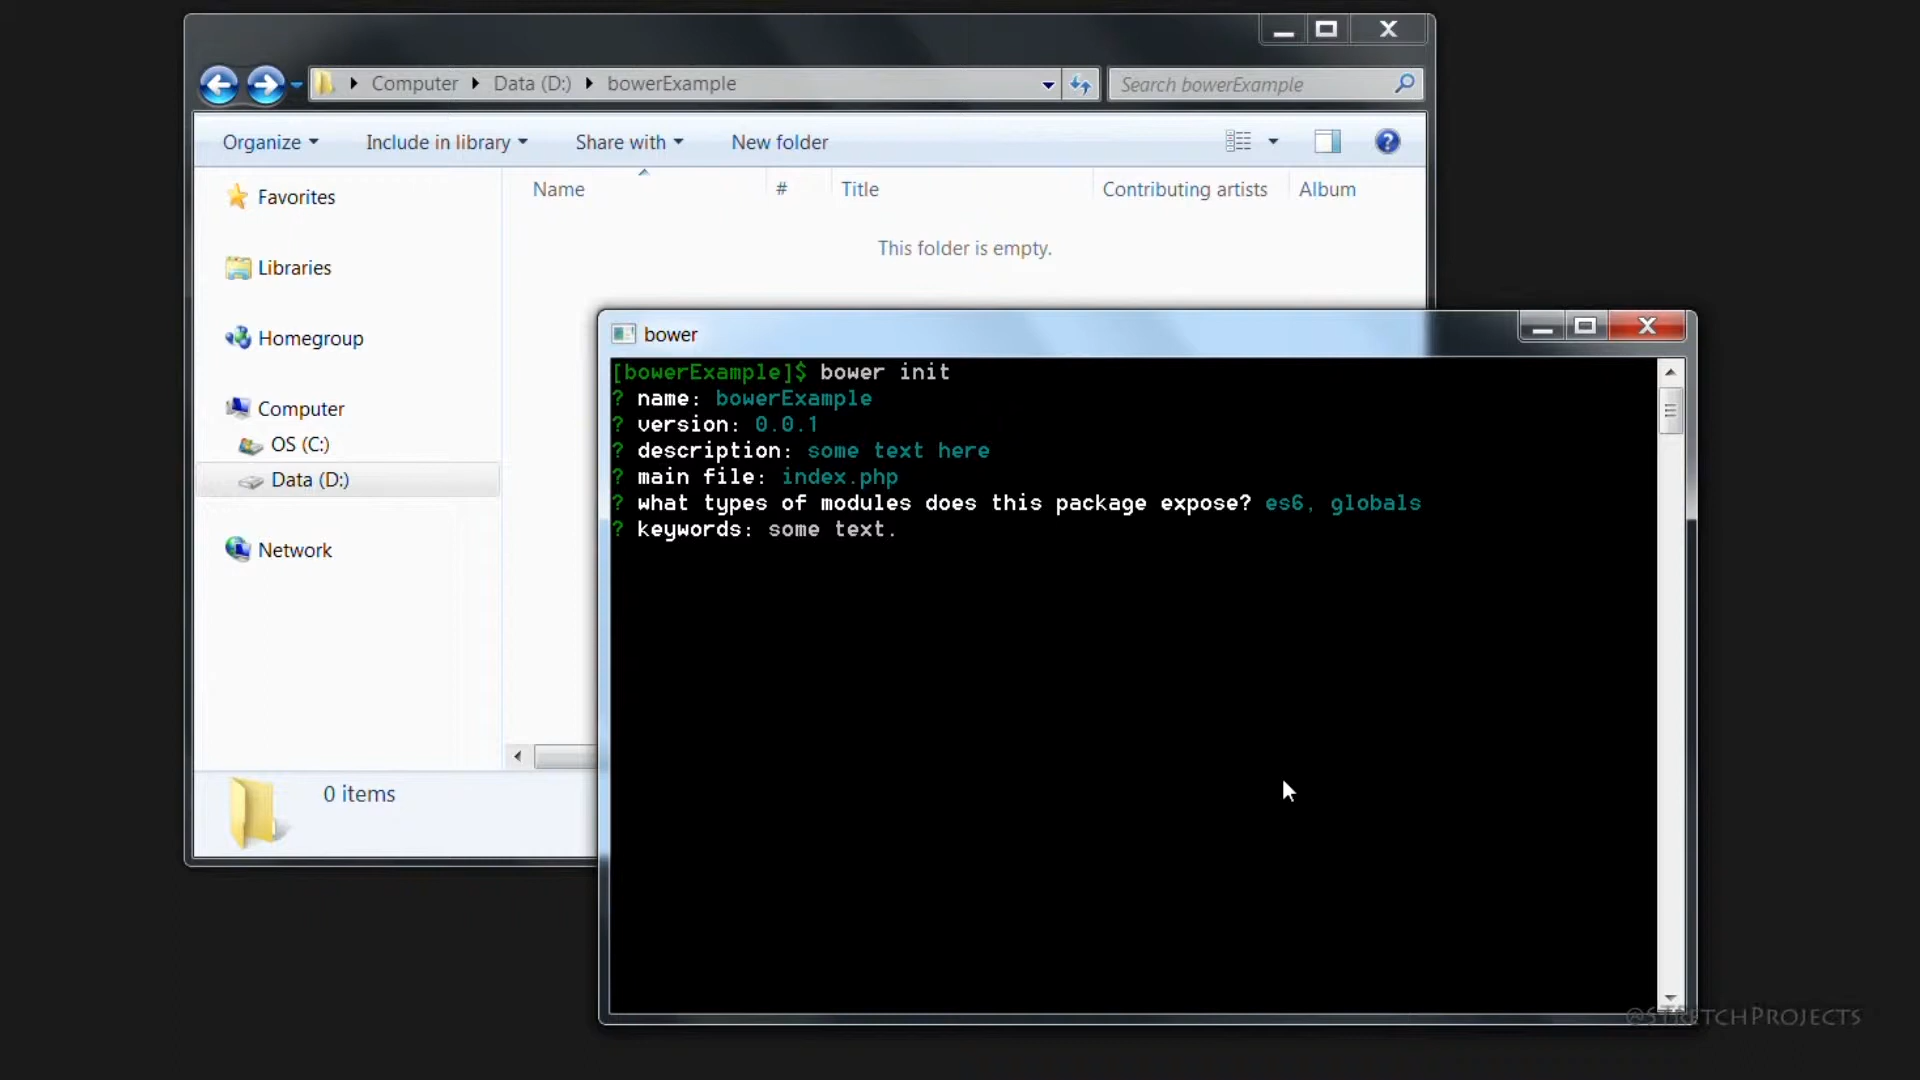 Computer Data (D:) bowerExample
Search bowerExample
Organize Include in library Share with New folder
Favorites
Libraries
Homegroup
Computer
OS (C:)
Data (D:)
Network
Name # Title Contributing artists Album
This folder is empty.
0 items
bower
[bowerExample]$ bower init
? name: bowerExample
? version: 0.0.1
? description: some text here
? main file: index.php
? what types of modules does this package expose? es6, globals
? keywords: some text.
@STRETCHPROJECTS